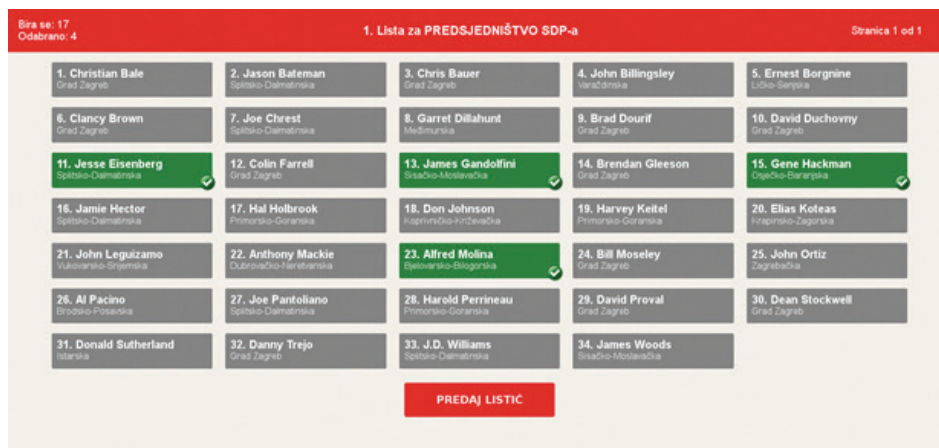 Bira se: 17
Odabrano: 4
1. Lista za PREDSJEDNIŠTVO SDP-a
Stranica 1 od 1
1. Christian Bale
Grad Zagreb
2. Jason Bateman
Splitsko-Dalmatinska
3. Chris Bauer
Grad Zagreb
4. John Billingsley
Varaždinska
5. Ernest Borgnine
Ličko-Senjska
6. Clancy Brown
Grad Zagreb
7. Joe Chrest
Splitsko-Dalmatinska
8. Garret Dillahunt
Međimurska
9. Brad Dourif
Grad Zagreb
10. David Duchovny
Grad Zagreb
11. Jesse Eisenberg
Splitsko-Dalmatinska
12. Colin Farrell
Grad Zagreb
13. James Gandolfini
Sisačko-Moslavačka
14. Brendan Gleeson
Grad Zagreb
15. Gene Hackman
Osječko-Baranjska
16. Jamie Hector
Splitsko-Dalmatinska
17. Hal Holbrook
Primorsko-Goranska
18. Don Johnson
Koprivničko-Križevačka
19. Harvey Keitel
Primorsko-Goranska
20. Elias Koteas
Krapinsko-Zagorska
21. John Leguizamo
Vukovarsko-Srijemska
22. Anthony Mackie
Dubrovačko-Neretvanska
23. Alfred Molina
Bjelovarsko-Bilogorska
24. Bill Moseley
Grad Zagreb
25. John Ortiz
Zagrebačka
26. Al Pacino
Brodsko-Posavska
27. Joe Pantoliano
Splitsko-Dalmatinska
28. Harold Perrineau
Primorsko-Goranska
29. David Proval
Grad Zagreb
30. Dean Stockwell
Grad Zagreb
31. Donald Sutherland
Istarska
32. Danny Trejo
Grad Zagreb
33. J.D. Williams
Splitsko-Dalmatinska
34. James Woods
Sisačko-Moslavačka
PREDAJ LISTIĆ